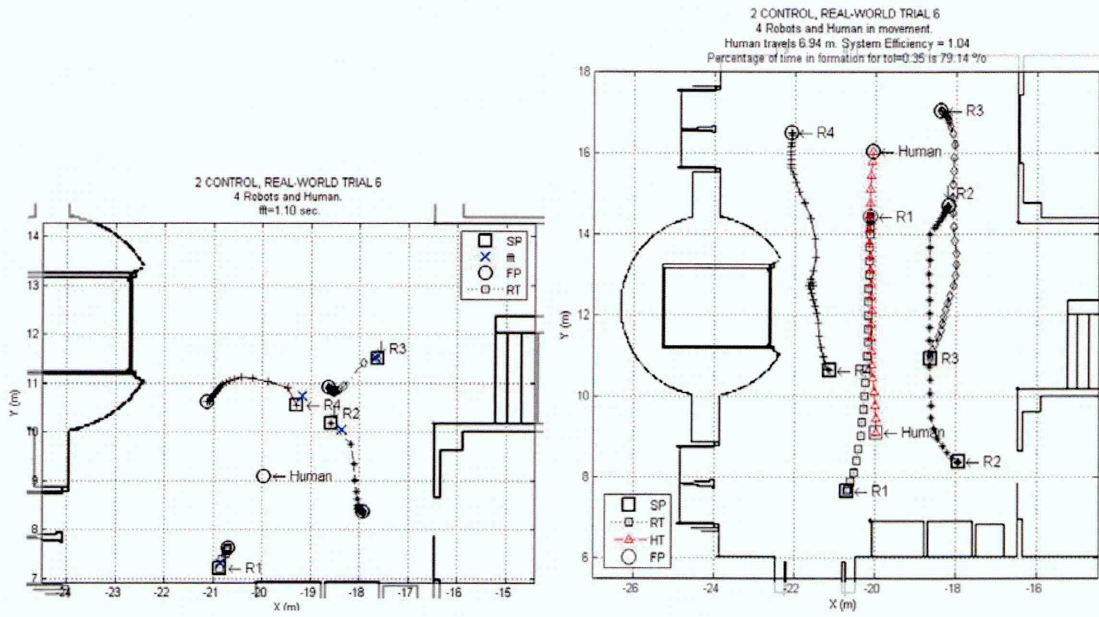 2 CONTROL, REAL-WORLD TRIAL 6
4 Robots and Human.
fft=1.10 sec.
14
13
12
11
10
9
8
7
Y (m)
-24
-23
-22
-21
-20
-19
-18
-17
-16
-15
X (m)
SP
fft
FP
RT
R3
R4
R2
Human
R1
2 CONTROL, REAL-WORLD TRIAL 6
4 Robots and Human in movement.
Human travels 6.94 m. System Efficiency = 1.04
Percentage of time in formation for tol=0.35 is 79.14 %
18
16
14
12
10
8
6
Y (m)
-26
-24
-22
-20
-18
-16
X (m)
R4
R3
Human
R2
R1
R3
R4
Human
R2
R1
SP
RT
HT
FP